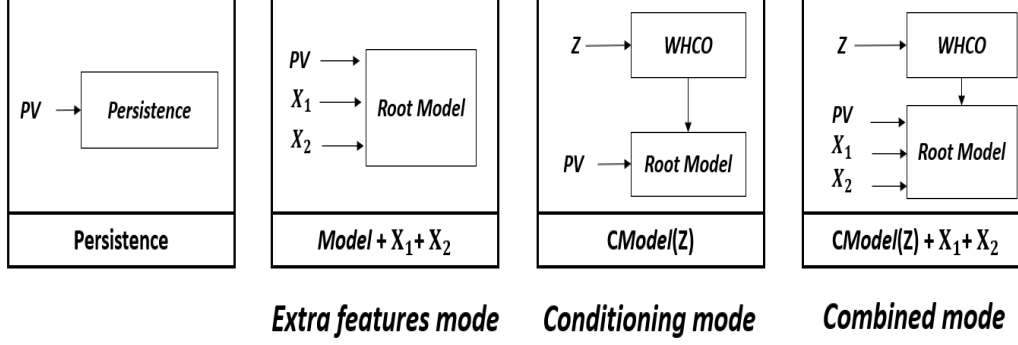 PV
Persistence
Persistence
PV
X₁
X₂
Root Model
Model + X₁+ X₂
Extra features mode
Z
WHCO
PV
Root Model
CModel(Z)
Conditioning mode
Z
WHCO
PV
X₁
X₂
Root Model
CModel(Z) + X₁+ X₂
Combined mode